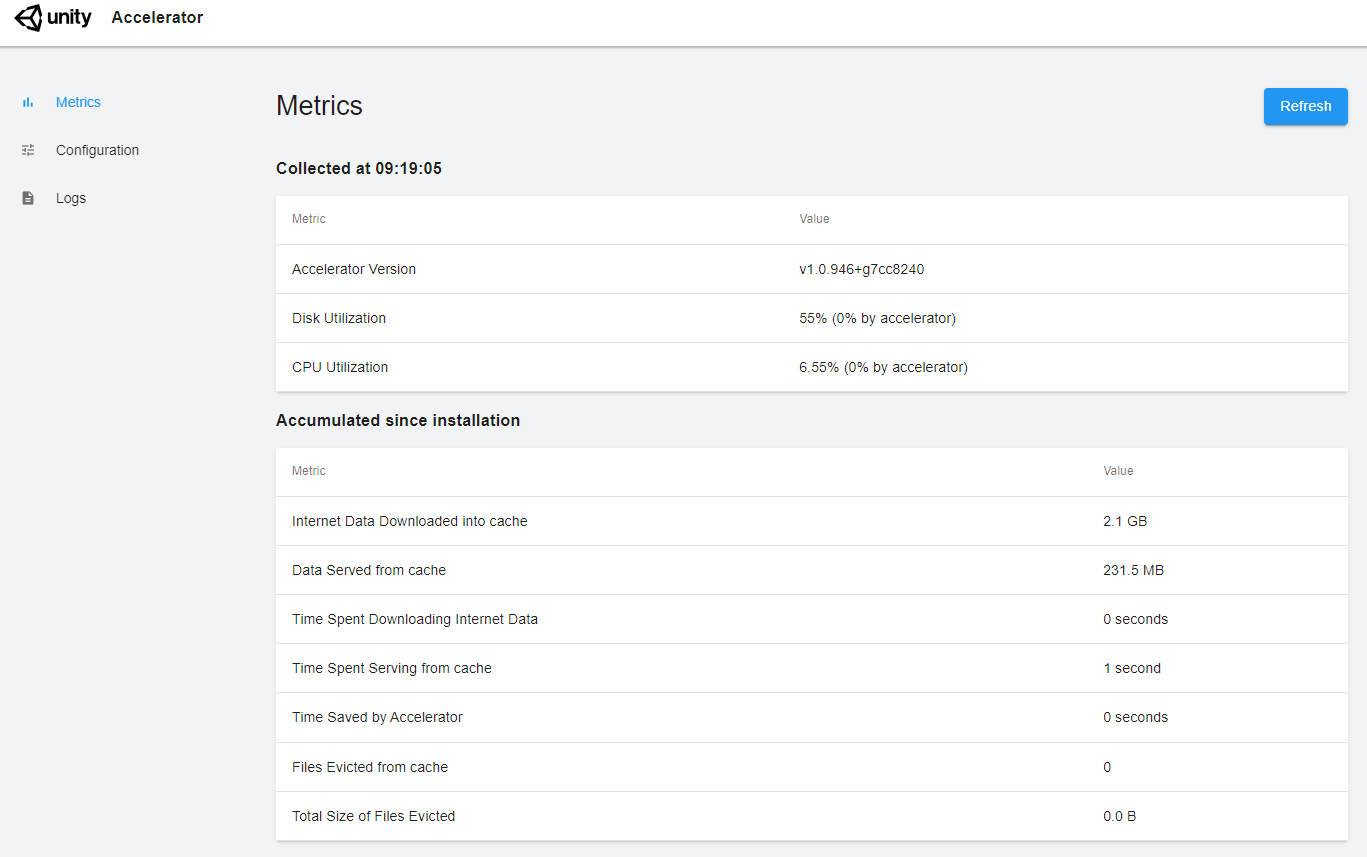 unity Accelerator
Metrics
Configuration
Logs
Metrics
Refresh
Collected at 09:19:05
Metric Value
Accelerator Version v1.0.946+g7cc8240
Disk Utilization 55% (0% by accelerator)
CPU Utilization 6.55% (0% by accelerator)
Accumulated since installation
Metric Value
Internet Data Downloaded into cache 2.1 GB
Data Served from cache 231.5 MB
Time Spent Downloading Internet Data 0 seconds
Time Spent Serving from cache 1 second
Time Saved by Accelerator 0 seconds
Files Evicted from cache 0
Total Size of Files Evicted 0.0 B